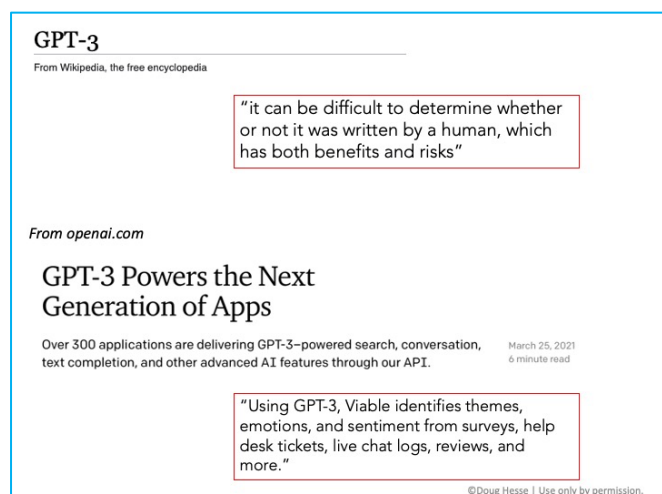 GPT-3
From Wikipedia, the free encyclopedia
“it can be difficult to determine whether
or not it was written by a human, which
has both benefits and risks”
From openai.com
GPT-3 Powers the Next
Generation of Apps
Over 300 applications are delivering GPT-3–powered search, conversation,
text completion, and other advanced AI features through our API.
March 25, 2021
6 minute read
“Using GPT-3, Viable identifies themes,
emotions, and sentiment from surveys, help
desk tickets, live chat logs, reviews, and
more.”
©Doug Hesse | Use only by permission.